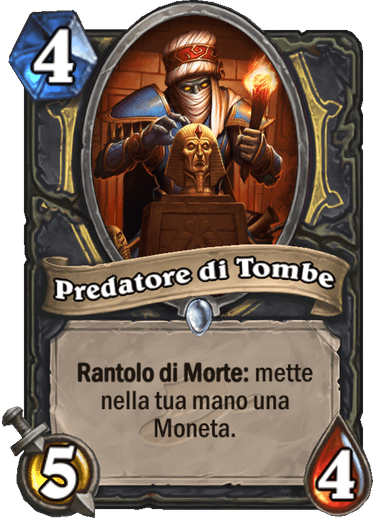 4
Predatore di Tombe
Rantolo di Morte: mette
nella tua mano una
Moneta.
5
4